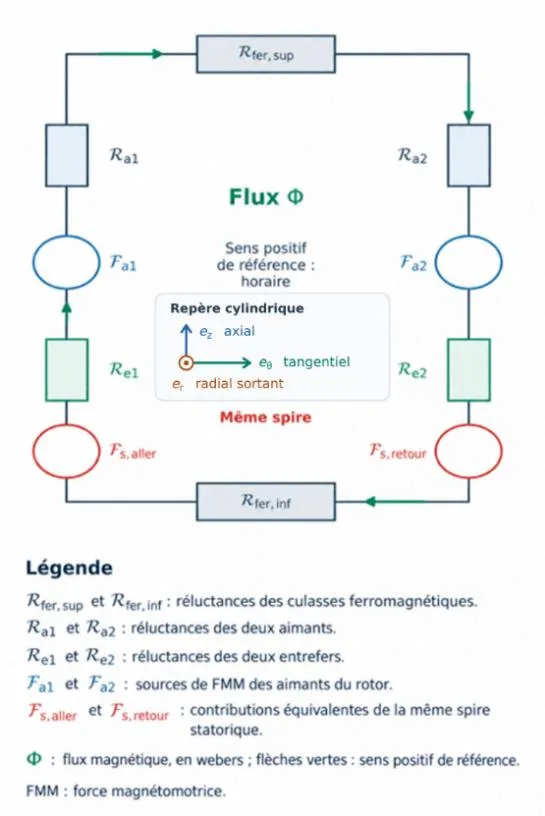 ℛfer, sup
ℛa1
ℛa2
Flux Φ
ℱa1
Sens positif
de référence :
horaire
ℱa2
Repère cylindrique
ez axial
ℛe1
eθ tangentiel
ℛe2
er radial sortant
Même spire
ℱs, aller
ℱs, retour
ℛfer, inf
Légende
ℛfer, sup et ℛfer, inf : réluctances des culasses ferromagnétiques.
ℛa1 et ℛa2 : réluctances des deux aimants.
ℛe1 et ℛe2 : réluctances des deux entrefers.
ℱa1 et ℱa2 : sources de FMM des aimants du rotor.
ℱs, aller et ℱs, retour : contributions équivalentes de la même spire
statorique.
Φ : flux magnétique, en webers ; flèches vertes : sens positif de référence.
FMM : force magnétomotrice.